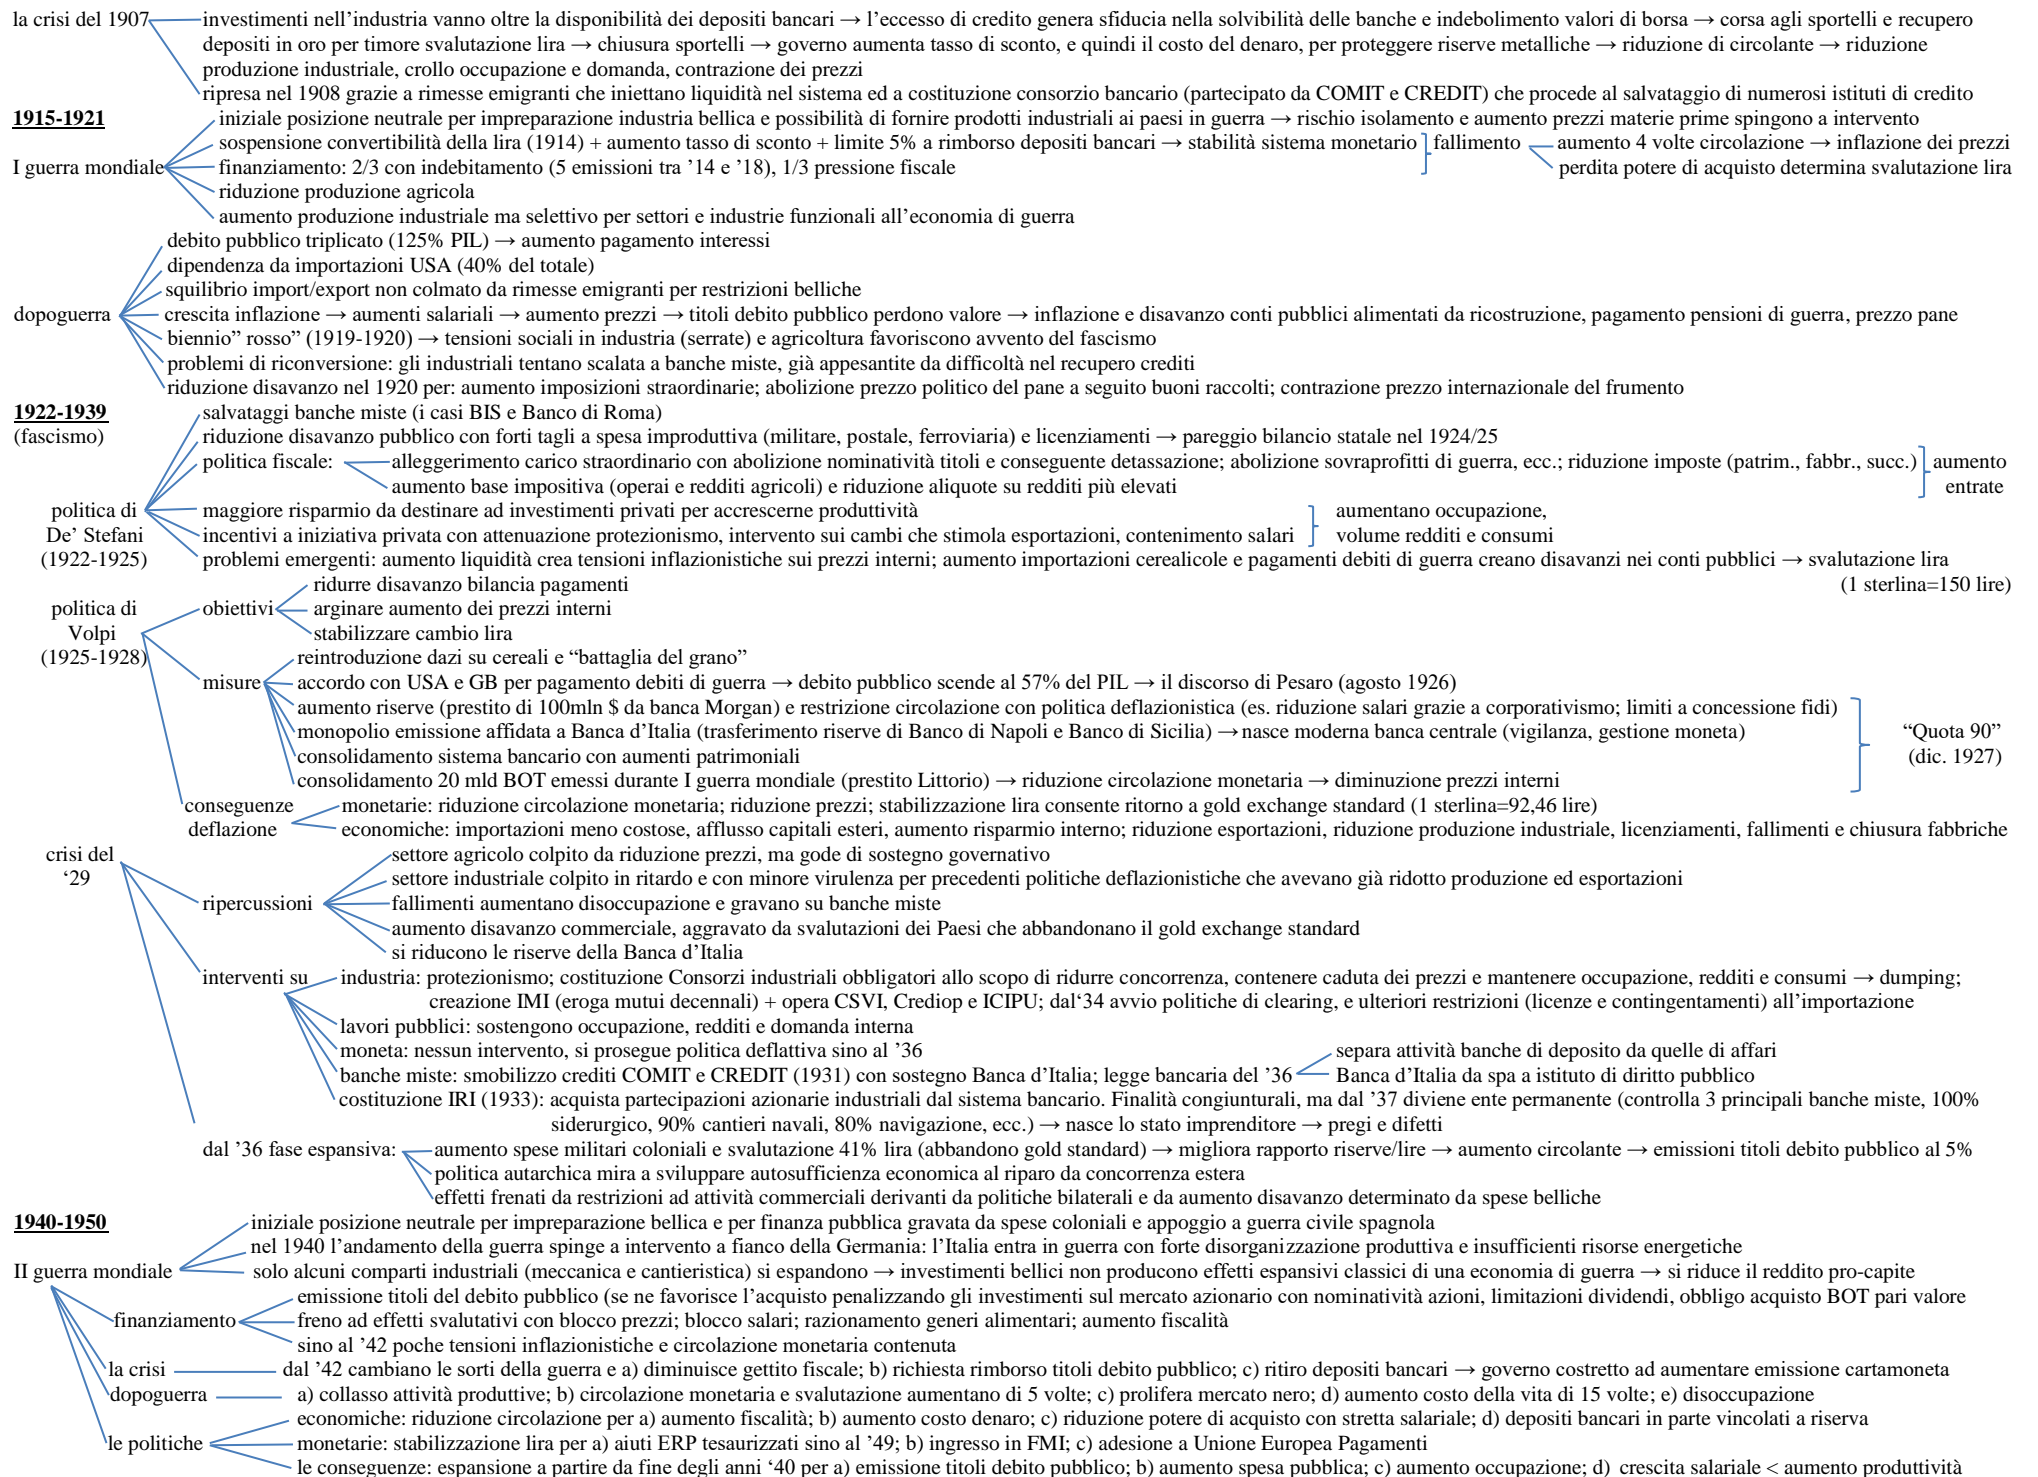 la crisi del 1907 investimenti nell’industria vanno oltre la disponibilità dei depositi bancari → l’eccesso di credito genera sfiducia nella solvibilità delle banche e indebolimento valori di borsa → corsa agli sportelli e recupero
depositi in oro per timore svalutazione lira → chiusura sportelli → governo aumenta tasso di sconto, e quindi il costo del denaro, per proteggere riserve metalliche → riduzione di circolante → riduzione
produzione industriale, crollo occupazione e domanda, contrazione dei prezzi
ripresa nel 1908 grazie a rimesse emigranti che iniettano liquidità nel sistema ed a costituzione consorzio bancario (partecipato da COMIT e CREDIT) che procede al salvataggio di numerosi istituti di credito
1915-1921 iniziale posizione neutrale per impreparazione industria bellica e possibilità di fornire prodotti industriali ai paesi in guerra → rischio isolamento e aumento prezzi materie prime spingono a intervento
sospensione convertibilità della lira (1914) + aumento tasso di sconto + limite 5% a rimborso depositi bancari → stabilità sistema monetario fallimento aumento 4 volte circolazione → inflazione dei prezzi
I guerra mondiale finanziamento: 2/3 con indebitamento (5 emissioni tra ’14 e ’18), 1/3 pressione fiscale perdita potere di acquisto determina svalutazione lira
riduzione produzione agricola
aumento produzione industriale ma selettivo per settori e industrie funzionali all’economia di guerra
debito pubblico triplicato (125% PIL) → aumento pagamento interessi
dipendenza da importazioni USA (40% del totale)
squilibrio import/export non colmato da rimesse emigranti per restrizioni belliche
dopoguerra crescita inflazione → aumenti salariali → aumento prezzi → titoli debito pubblico perdono valore → inflazione e disavanzo conti pubblici alimentati da ricostruzione, pagamento pensioni di guerra, prezzo pane
biennio” rosso” (1919-1920) → tensioni sociali in industria (serrate) e agricoltura favoriscono avvento del fascismo
problemi di riconversione: gli industriali tentano scalata a banche miste, già appesantite da difficoltà nel recupero crediti
riduzione disavanzo nel 1920 per: aumento imposizioni straordinarie; abolizione prezzo politico del pane a seguito buoni raccolti; contrazione prezzo internazionale del frumento
1922-1939 salvataggi banche miste (i casi BIS e Banco di Roma)
(fascismo) riduzione disavanzo pubblico con forti tagli a spesa improduttiva (militare, postale, ferroviaria) e licenziamenti → pareggio bilancio statale nel 1924/25
politica fiscale: alleggerimento carico straordinario con abolizione nominatività titoli e conseguente detassazione; abolizione sovraprofitti di guerra, ecc.; riduzione imposte (patrim., fabbr., succ.) aumento
aumento base impositiva (operai e redditi agricoli) e riduzione aliquote su redditi più elevati entrate
politica di maggiore risparmio da destinare ad investimenti privati per accrescerne produttività aumentano occupazione,
De’ Stefani incentivi a iniziativa privata con attenuazione protezionismo, intervento sui cambi che stimola esportazioni, contenimento salari volume redditi e consumi
(1922-1925) problemi emergenti: aumento liquidità crea tensioni inflazionistiche sui prezzi interni; aumento importazioni cerealicole e pagamenti debiti di guerra creano disavanzi nei conti pubblici → svalutazione lira
ridurre disavanzo bilancia pagamenti (1 sterlina=150 lire)
politica di obiettivi arginare aumento dei prezzi interni
Volpi stabilizzare cambio lira
(1925-1928) reintroduzione dazi su cereali e “battaglia del grano”
misure accordo con USA e GB per pagamento debiti di guerra → debito pubblico scende al 57% del PIL → il discorso di Pesaro (agosto 1926)
aumento riserve (prestito di 100mln $ da banca Morgan) e restrizione circolazione con politica deflazionistica (es. riduzione salari grazie a corporativismo; limiti a concessione fidi)
monopolio emissione affidata a Banca d’Italia (trasferimento riserve di Banco di Napoli e Banco di Sicilia) → nasce moderna banca centrale (vigilanza, gestione moneta) “Quota 90”
consolidamento sistema bancario con aumenti patrimoniali (dic. 1927)
consolidamento 20 mld BOT emessi durante I guerra mondiale (prestito Littorio) → riduzione circolazione monetaria → diminuzione prezzi interni
conseguenze monetarie: riduzione circolazione monetaria; riduzione prezzi; stabilizzazione lira consente ritorno a gold exchange standard (1 sterlina=92,46 lire)
deflazione economiche: importazioni meno costose, afflusso capitali esteri, aumento risparmio interno; riduzione esportazioni, riduzione produzione industriale, licenziamenti, fallimenti e chiusura fabbriche
crisi del settore agricolo colpito da riduzione prezzi, ma gode di sostegno governativo
‘29 settore industriale colpito in ritardo e con minore virulenza per precedenti politiche deflazionistiche che avevano già ridotto produzione ed esportazioni
ripercussioni fallimenti aumentano disoccupazione e gravano su banche miste
aumento disavanzo commerciale, aggravato da svalutazioni dei Paesi che abbandonano il gold exchange standard
si riducono le riserve della Banca d’Italia
interventi su industria: protezionismo; costituzione Consorzi industriali obbligatori allo scopo di ridurre concorrenza, contenere caduta dei prezzi e mantenere occupazione, redditi e consumi → dumping;
creazione IMI (eroga mutui decennali) + opera CSVI, Crediop e ICIPU; dal‘34 avvio politiche di clearing, e ulteriori restrizioni (licenze e contingentamenti) all’importazione
lavori pubblici: sostengono occupazione, redditi e domanda interna
moneta: nessun intervento, si prosegue politica deflattiva sino al ’36 separa attività banche di deposito da quelle di affari
banche miste: smobilizzo crediti COMIT e CREDIT (1931) con sostegno Banca d’Italia; legge bancaria del ’36 Banca d’Italia da spa a istituto di diritto pubblico
costituzione IRI (1933): acquista partecipazioni azionarie industriali dal sistema bancario. Finalità congiunturali, ma dal ’37 diviene ente permanente (controlla 3 principali banche miste, 100%
siderurgico, 90% cantieri navali, 80% navigazione, ecc.) → nasce lo stato imprenditore → pregi e difetti
dal ’36 fase espansiva: aumento spese militari coloniali e svalutazione 41% lira (abbandono gold standard) → migliora rapporto riserve/lire → aumento circolante → emissioni titoli debito pubblico al 5%
politica autarchica mira a sviluppare autosufficienza economica al riparo da concorrenza estera
effetti frenati da restrizioni ad attività commerciali derivanti da politiche bilaterali e da aumento disavanzo determinato da spese belliche
1940-1950 iniziale posizione neutrale per impreparazione bellica e per finanza pubblica gravata da spese coloniali e appoggio a guerra civile spagnola
nel 1940 l’andamento della guerra spinge a intervento a fianco della Germania: l’Italia entra in guerra con forte disorganizzazione produttiva e insufficienti risorse energetiche
II guerra mondiale solo alcuni comparti industriali (meccanica e cantieristica) si espandono → investimenti bellici non producono effetti espansivi classici di una economia di guerra → si riduce il reddito pro-capite
emissione titoli del debito pubblico (se ne favorisce l’acquisto penalizzando gli investimenti sul mercato azionario con nominatività azioni, limitazioni dividendi, obbligo acquisto BOT pari valore
finanziamento freno ad effetti svalutativi con blocco prezzi; blocco salari; razionamento generi alimentari; aumento fiscalità
sino al ’42 poche tensioni inflazionistiche e circolazione monetaria contenuta
la crisi dal ’42 cambiano le sorti della guerra e a) diminuisce gettito fiscale; b) richiesta rimborso titoli debito pubblico; c) ritiro depositi bancari → governo costretto ad aumentare emissione cartamoneta
dopoguerra a) collasso attività produttive; b) circolazione monetaria e svalutazione aumentano di 5 volte; c) prolifera mercato nero; d) aumento costo della vita di 15 volte; e) disoccupazione
economiche: riduzione circolazione per a) aumento fiscalità; b) aumento costo denaro; c) riduzione potere di acquisto con stretta salariale; d) depositi bancari in parte vincolati a riserva
le politiche monetarie: stabilizzazione lira per a) aiuti ERP tesaurizzati sino al ’49; b) ingresso in FMI; c) adesione a Unione Europea Pagamenti
le conseguenze: espansione a partire da fine degli anni ‘40 per a) emissione titoli debito pubblico; b) aumento spesa pubblica; c) aumento occupazione; d) crescita salariale < aumento produttività